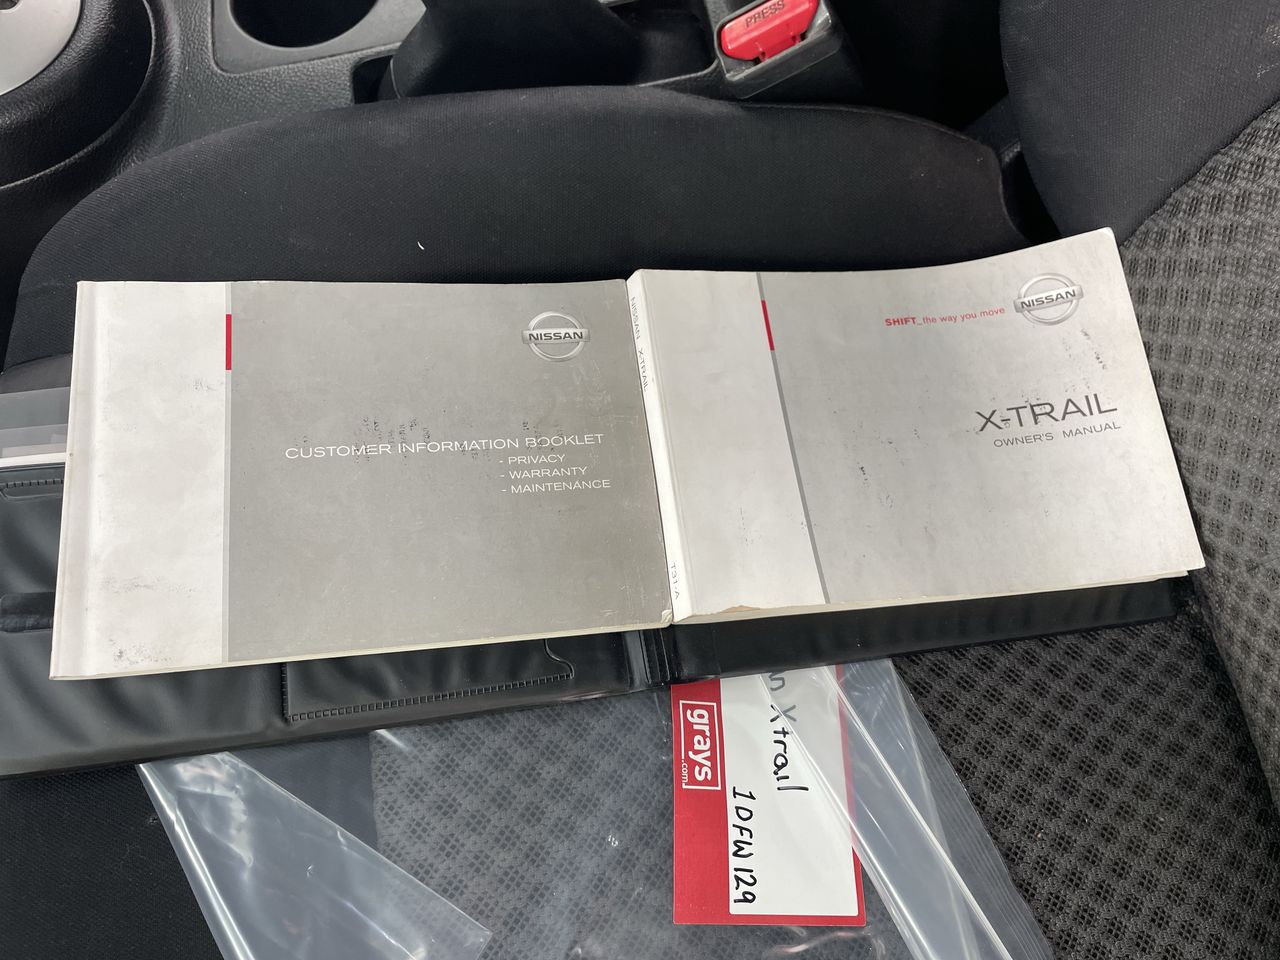 PRESS
NISSAN
CUSTOMER INFORMATION BOOKLET
- PRIVACY
- WARRANTY
- MAINTENANCE
NISSAN X-TRAIL
T31-A
SHIFT_the way you move
NISSAN
X-TRAIL
OWNER'S MANUAL
grays
.com
Xtrail
1DFW129